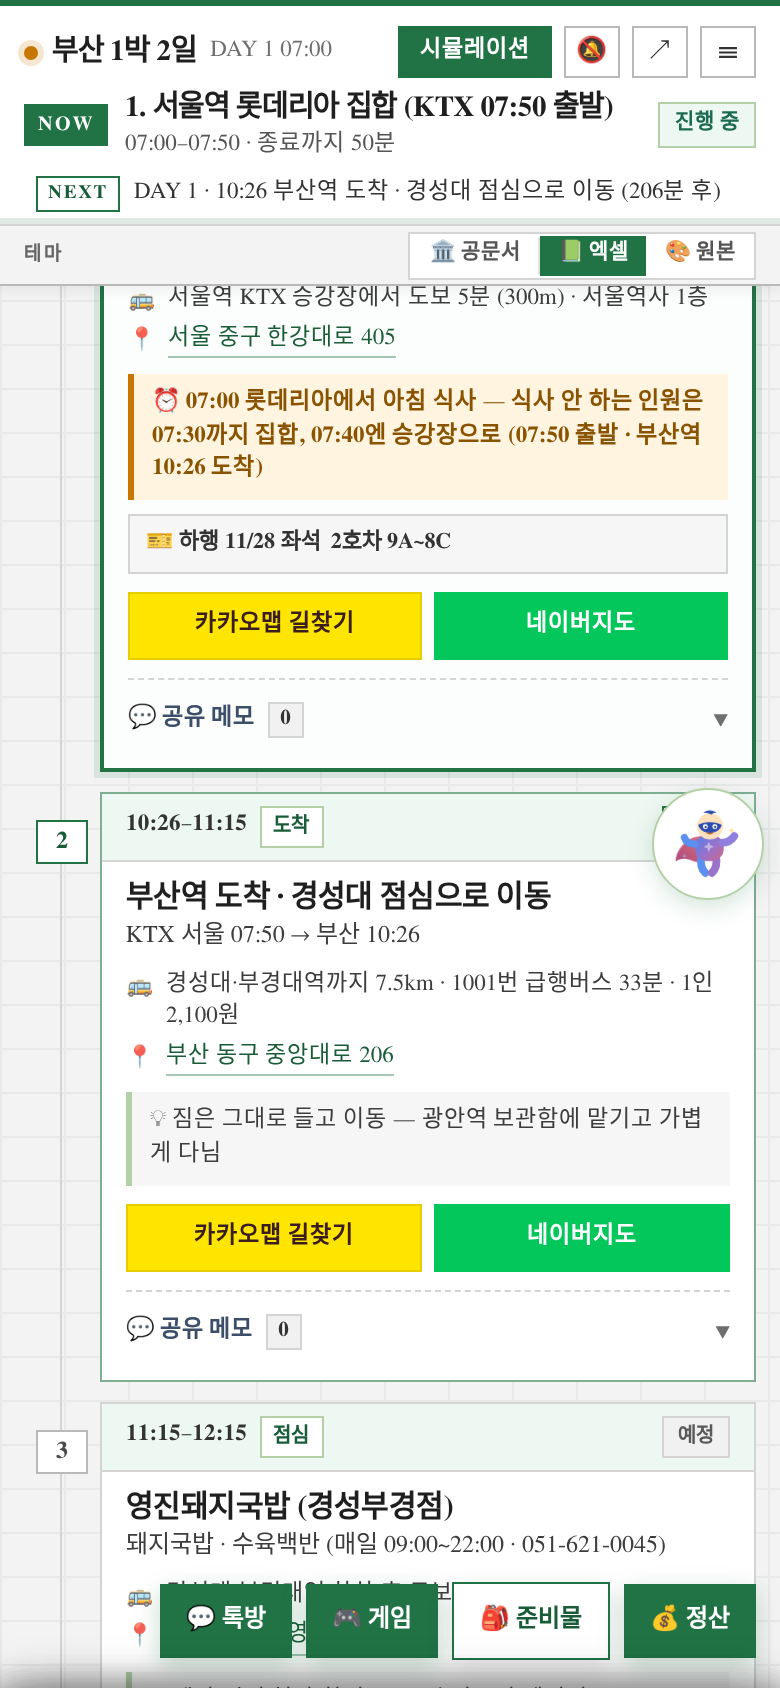 부산 1박 2일 DAY 1 07:00 시뮬레이션
NOW 1. 서울역 롯데리아 집합 (KTX 07:50 출발) 진행 중
07:00–07:50 · 종료까지 50분
NEXT DAY 1 · 10:26 부산역 도착 · 경성대 점심으로 이동 (206분 후)
테마 공문서 엑셀 원본
서울역 KTX 승강장에서 도보 5분 (300m) · 서울역사 1층
서울 중구 한강대로 405
07:00 롯데리아에서 아침 식사 — 식사 안 하는 인원은
07:30까지 집합, 07:40엔 승강장으로 (07:50 출발 · 부산역
10:26 도착)
하행 11/28 좌석 2호차 9A~8C
카카오맵 길찾기 네이버지도
공유 메모 0
2 10:26–11:15 도착
부산역 도착 · 경성대 점심으로 이동
KTX 서울 07:50 → 부산 10:26
경성대·부경대역까지 7.5km · 1001번 급행버스 33분 · 1인
2,100원
부산 동구 중앙대로 206
짐은 그대로 들고 이동 — 광안역 보관함에 맡기고 가볍
게 다님
카카오맵 길찾기 네이버지도
공유 메모 0
3 11:15–12:15 점심 예정
영진돼지국밥 (경성부경점)
돼지국밥 · 수육백반 (매일 09:00~22:00 · 051-621-0045)
톡방 게임 준비물 정산